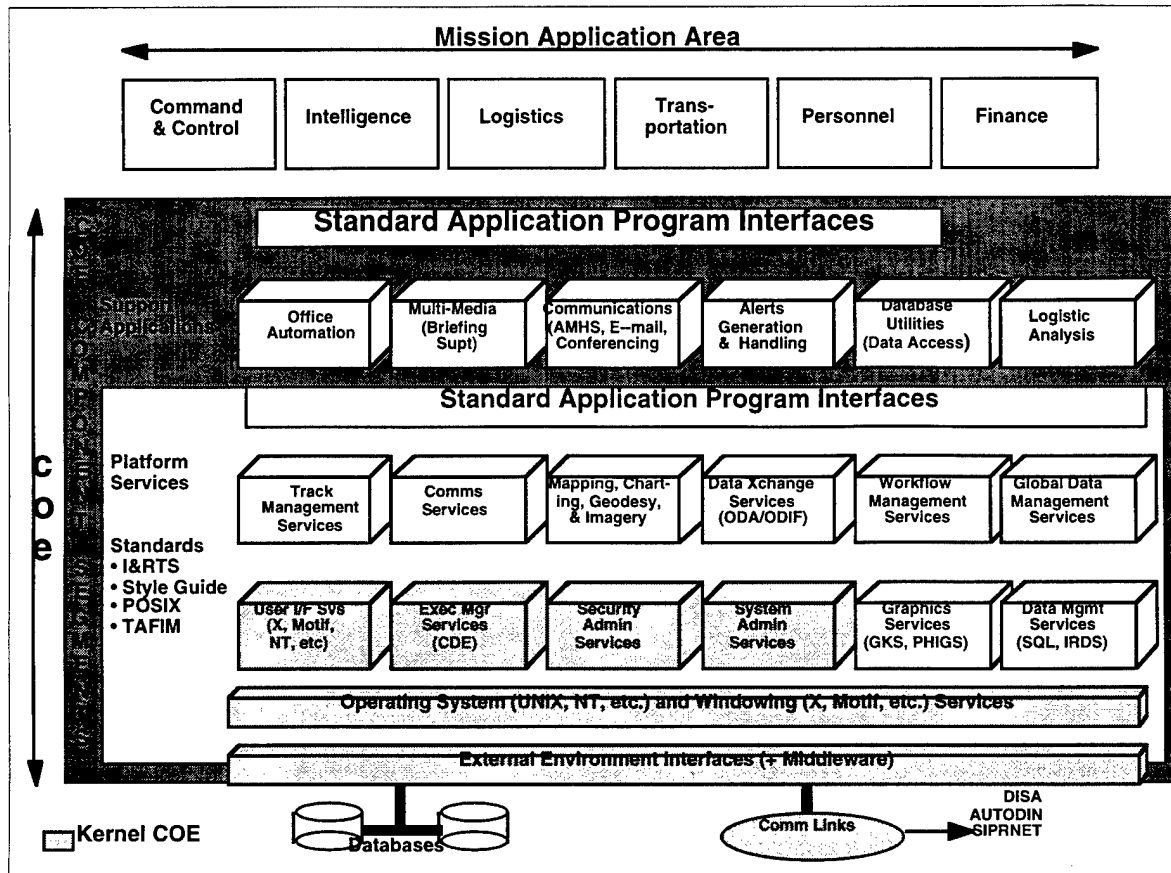 Mission Application Area
Command
& Control
Intelligence
Logistics
Trans-
portation
Personnel
Finance
Standard Application Program Interfaces
Support
Applications
Office
Automation
Multi-Media
(Briefing
Supt)
Communications
(AMHS, E--mail,
Conferencing
Alerts
Generation
& Handling
Database
Utilities
(Data Access)
Logistic
Analysis
Standard Application Program Interfaces
coe
Platform
Services
Track
Management
Services
Comms
Services
Mapping, Chart-
ing, Geodesy,
& Imagery
Data Xchange
Services
(ODA/ODIF)
Workflow
Management
Services
Global Data
Management
Services
Standards
• I&RTS
• Style Guide
• POSIX
• TAFIM
User I/F Svs
(X, Motif,
NT, etc)
Exec Mgr
Services
(CDE)
Security
Admin
Services
System
Admin
Services
Graphics
Services
(GKS, PHIGS)
Data Mgmt
Services
(SQL, IRDS)
Operating System (UNIX, NT, etc.) and Windowing (X, Motif, etc.) Services
External Environment Interfaces (+ Middleware)
Databases
Comm Links
DISA
AUTODIN
SIPRNET
Kernel COE